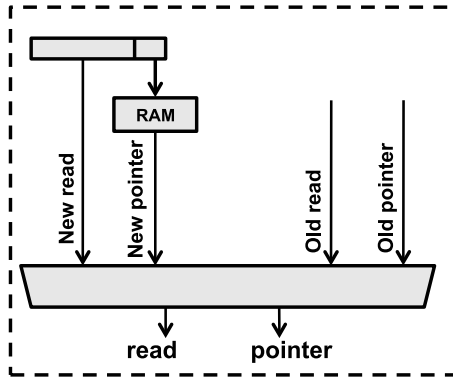 RAM
New read
New pointer
Old read
Old pointer
read
pointer